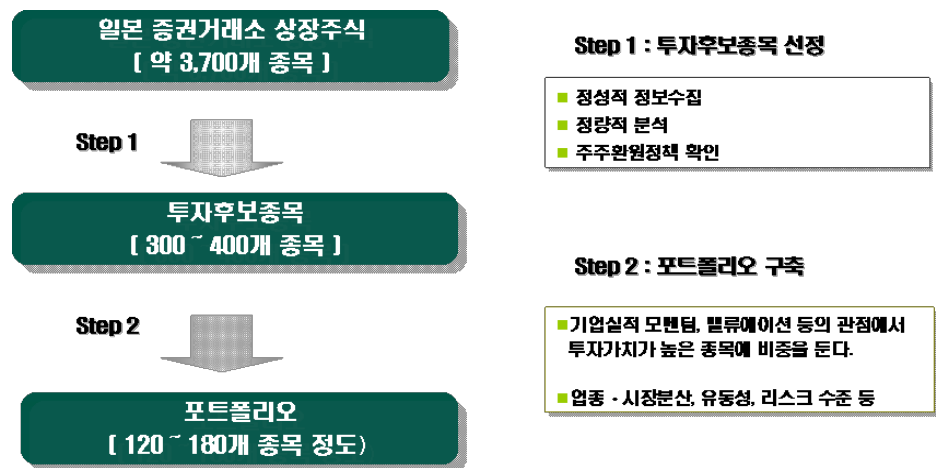 일본 증권거래소 상장주식
[ 약 3,700개 종목 ]
Step 1
투자후보종목
[ 300 ~ 400개 종목 ]
Step 2
포트폴리오
[ 120 ~ 180개 종목 정도)
Step 1 : 투자후보종목 선정
■ 정성적 정보수집
■ 정량적 분석
■ 주주환원정책 확인
Step 2 : 포트폴리오 구축
■기업실적 모멘텀, 밸류에이션 등의 관점에서
투자가치가 높은 종목에 비중을 둔다.
■업종·시장분산, 유동성, 리스크 수준 등